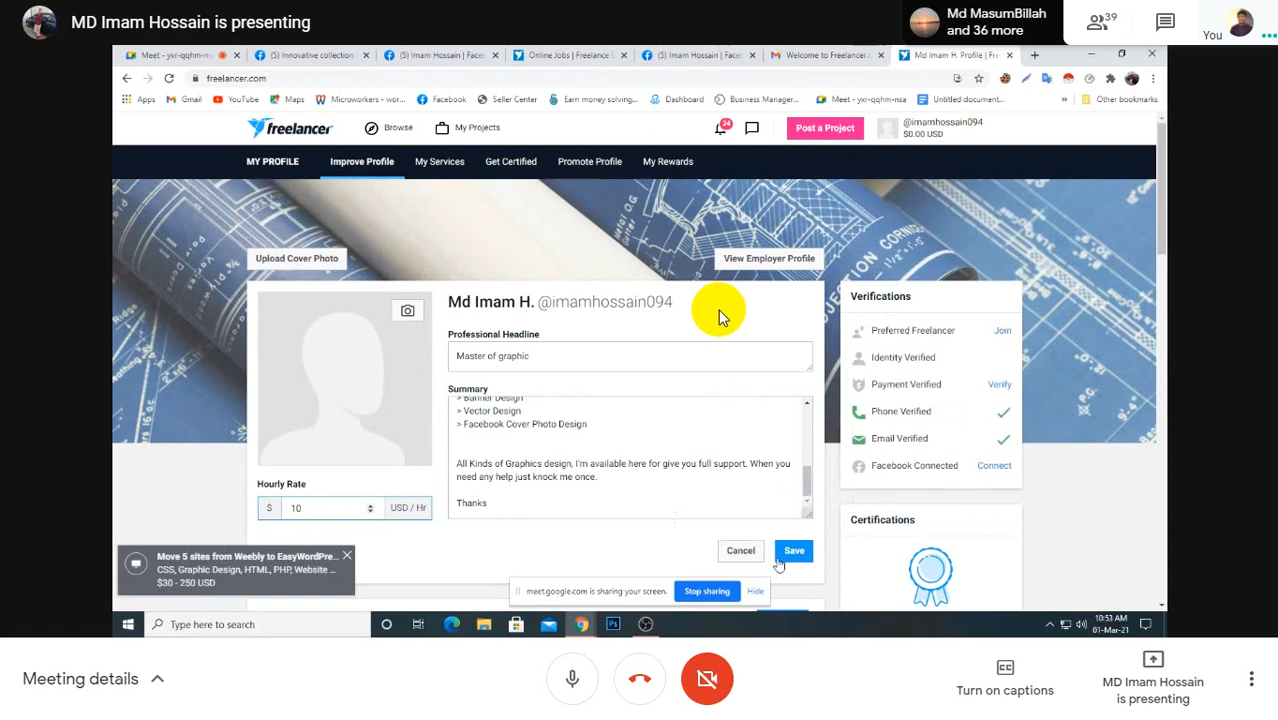 MD Imam Hossain is presenting
Md MasumBillah
and 36 more
39
You
Meet - yxr-qqhm-ns
(5) Innovative collection
(5) Imam Hossain | Face
Online Jobs | Freelance E
(5) Imam Hossain | Face
Welcome to Freelancer.
Md Imam H. Profile | Fre
freelancer.com
Apps
Gmail
YouTube
Maps
Microworkers - wor...
Facebook
Seller Center
Earn money solving,...
Dashboard
Business Manager...
Meet - yxr-qqhm-nsa
Untitled document...
»
Other bookmarks
freelancer
Browse
My Projects
24
Post a Project
@imamhossain094
$0.00 USD
MY PROFILE
Improve Profile
My Services
Get Certified
Promote Profile
My Rewards
Upload Cover Photo
View Employer Profile
Md Imam H. @imamhossain094
Professional Headline
Master of graphic
Summary
> Banner Design
> Vector Design
> Facebook Cover Photo Design
All Kinds of Graphics design, I'm available here for give you full support. When you
need any help just knock me once.
Thanks
Hourly Rate
$ 10 USD / Hr
Cancel
Save
Verifications
Preferred Freelancer Join
Identity Verified
Payment Verified Verify
Phone Verified
Email Verified
Facebook Connected Connect
Certifications
Move 5 sites from Weebly to EasyWordPre...
CSS, Graphic Design, HTML, PHP, Website ...
$30 - 250 USD
meet.google.com is sharing your screen.
Stop sharing
Hide
Type here to search
Ps
10:53 AM
01-Mar-21
Meeting details
Turn on captions
MD Imam Hossain
is presenting